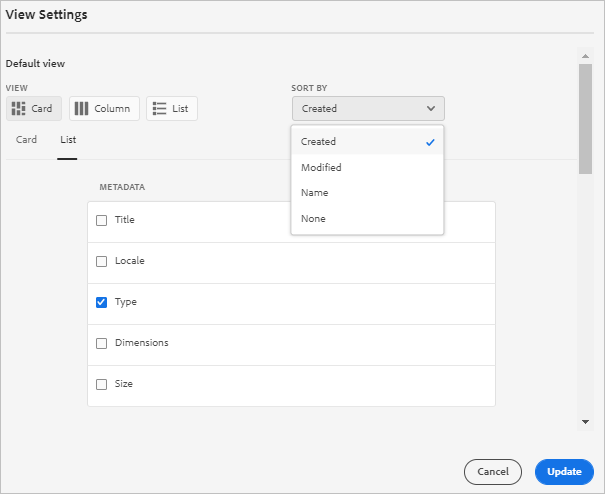 View Settings
Default view
VIEW
SORT BY
Card
Column
List
Created
Created
Modified
Name
None
Card
List
METADATA
Title
Locale
Type
Dimensions
Size
Cancel
Update